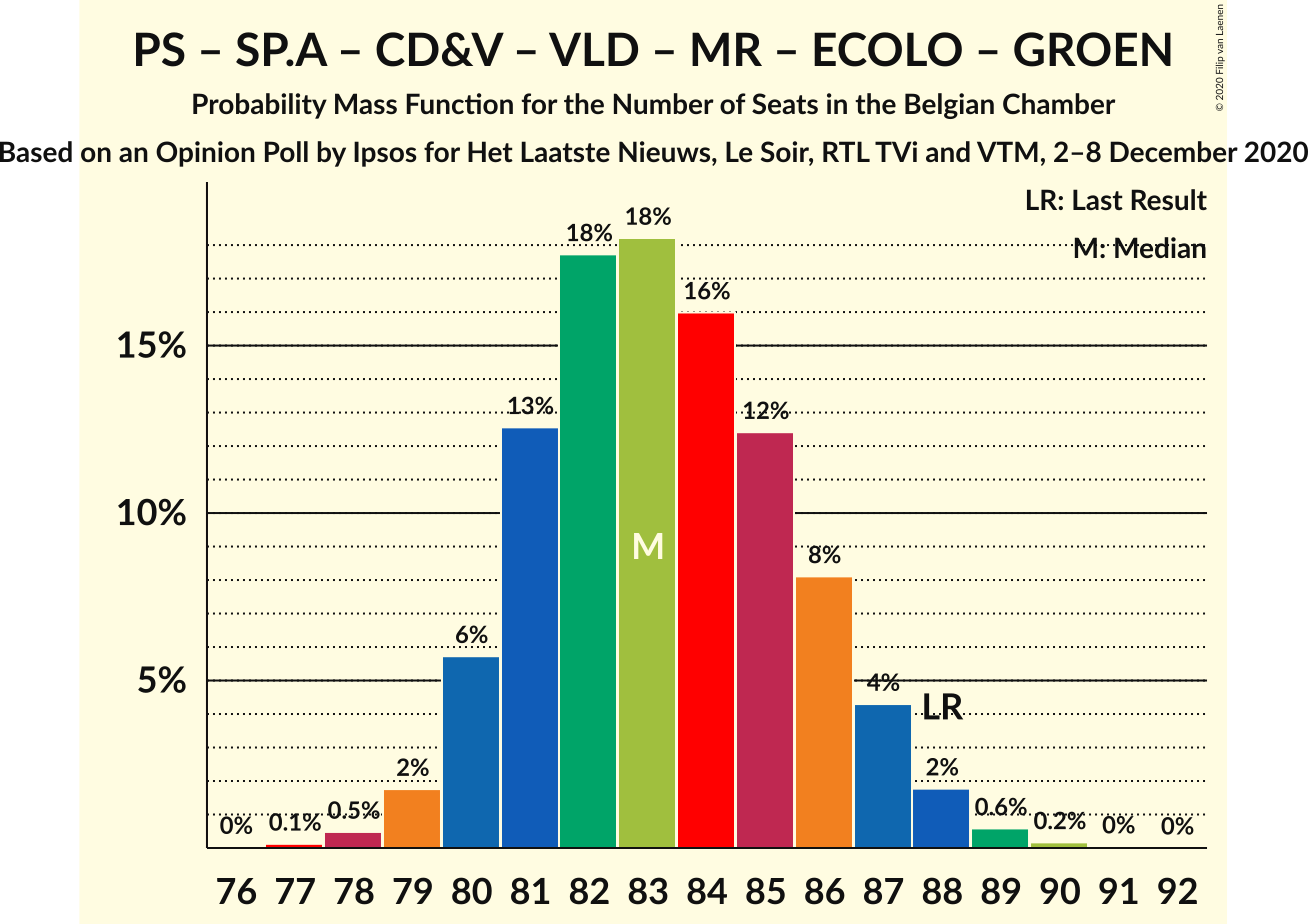 PS – SP.A – CD&V – VLD – MR – ECOLO – GROEN
Probability Mass Function for the Number of Seats in the Belgian Chamber
Based on an Opinion Poll by Ipsos for Het Laatste Nieuws, Le Soir, RTL TVi and VTM, 2–8 December 2020
© 2020 Filip van Laenen
LR: Last Result
M: Median
15%
10%
5%
0% 0.1% 0.5% 2% 6% 13% 18% 18% 16% 12% 8% 4% 2% 0.6% 0.2% 0% 0%
M
LR
76 77 78 79 80 81 82 83 84 85 86 87 88 89 90 91 92